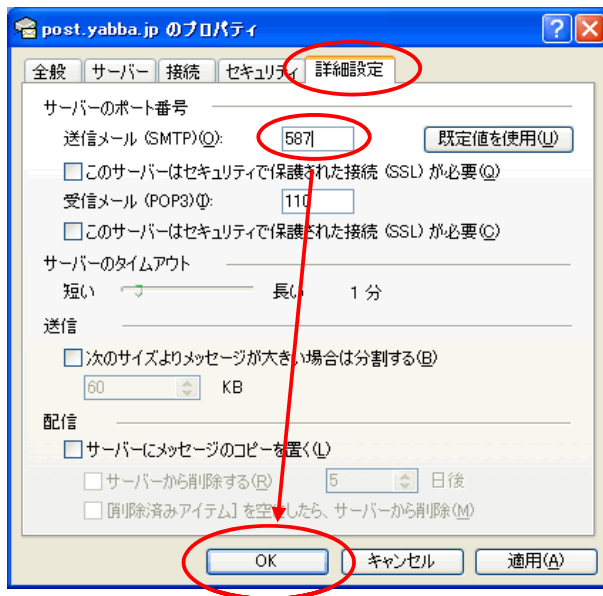 post.yabba.jp のプロパティ
全般 サーバー 接続 セキュリティ 詳細設定
サーバーのポート番号
送信メール (SMTP)(O): 587 既定値を使用(U)
このサーバーはセキュリティで保護された接続 (SSL) が必要(Q)
受信メール (POP3)(I): 110
このサーバーはセキュリティで保護された接続 (SSL) が必要(C)
サーバーのタイムアウト
短い 長い 1 分
送信
次のサイズよりメッセージが大きい場合は分割する(B)
60 KB
配信
サーバーにメッセージのコピーを置く(L)
サーバーから削除する(R) 5 日後
[削除済みアイテム] を空にしたら、サーバーから削除(M)
OK キャンセル 適用(A)